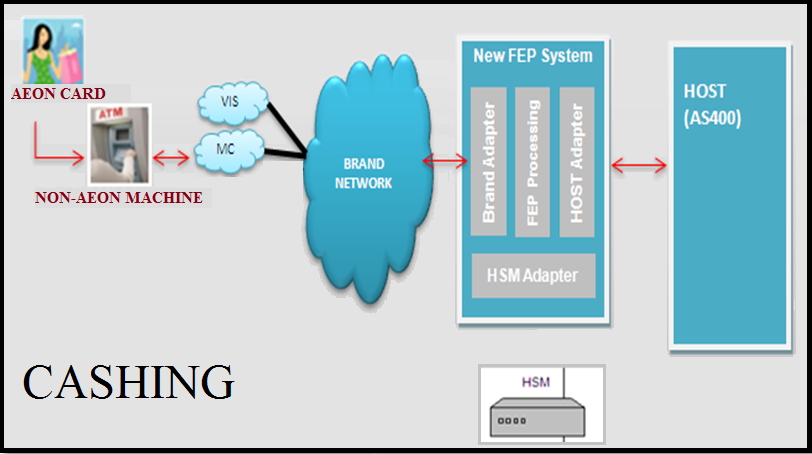 AEON CARD
ATM
NON-AEON MACHINE
VIS
MC
BRAND
NETWORK
New FEP System
Brand Adapter
FEP Processing
HOST Adapter
HSM Adapter
HOST
(AS400)
CASHING
HSM